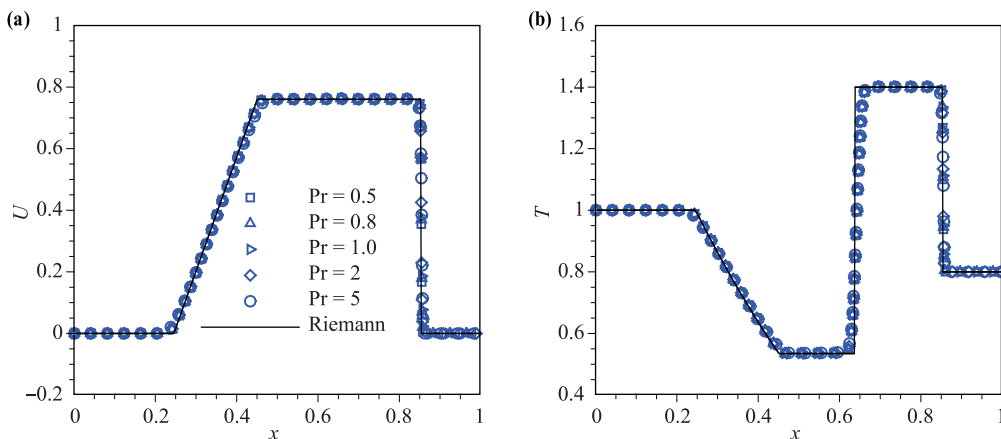 (a)
1
0.8
0.6
0.4
0.2
0
−0.2
U
Pr = 0.5
Pr = 0.8
Pr = 1.0
Pr = 2
Pr = 5
Riemann
0 0.2 0.4 0.6 0.8 1
x
(b)
1.6
1.4
1.2
1.0
0.8
0.6
0.4
T
0 0.2 0.4 0.6 0.8 1
x